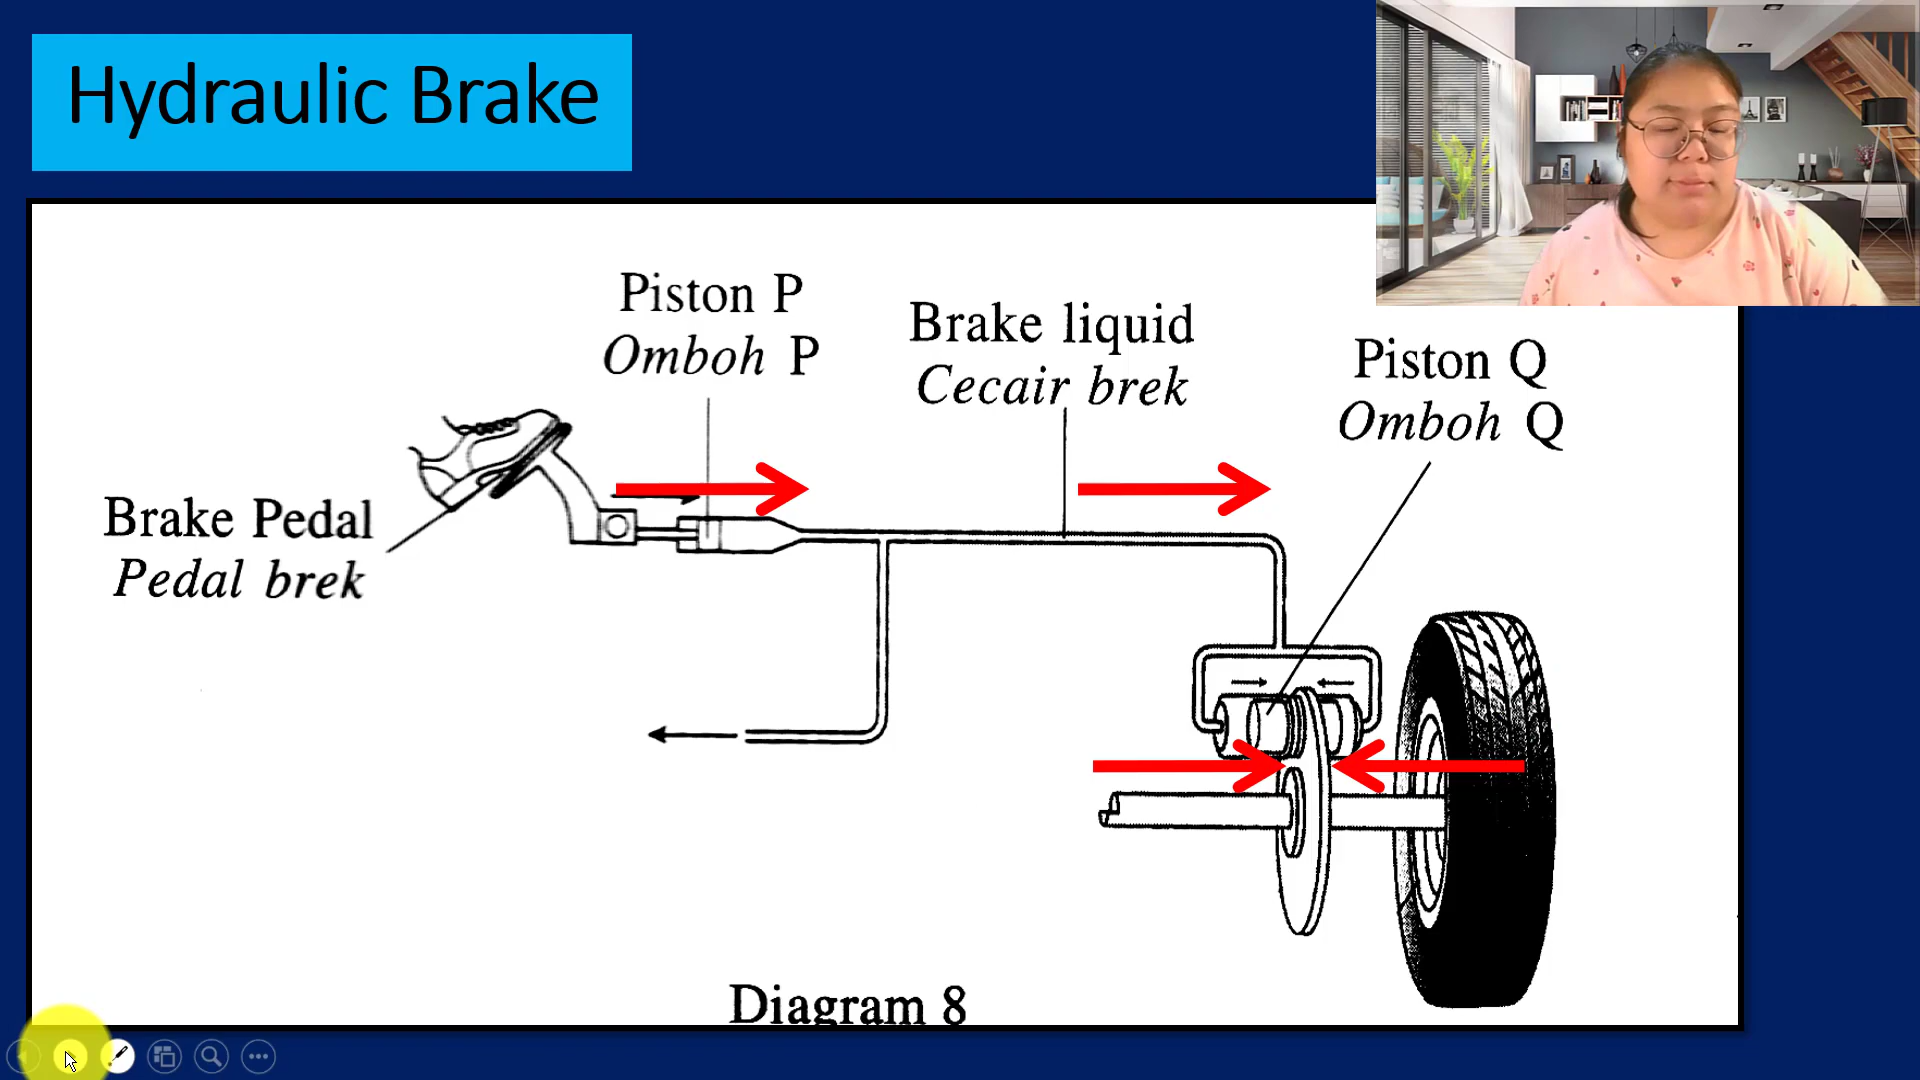 Hydraulic Brake
Piston P
Omboh P
Brake liquid
Cecair brek
Piston Q
Omboh Q
Brake Pedal
Pedal brek
Diagram 8